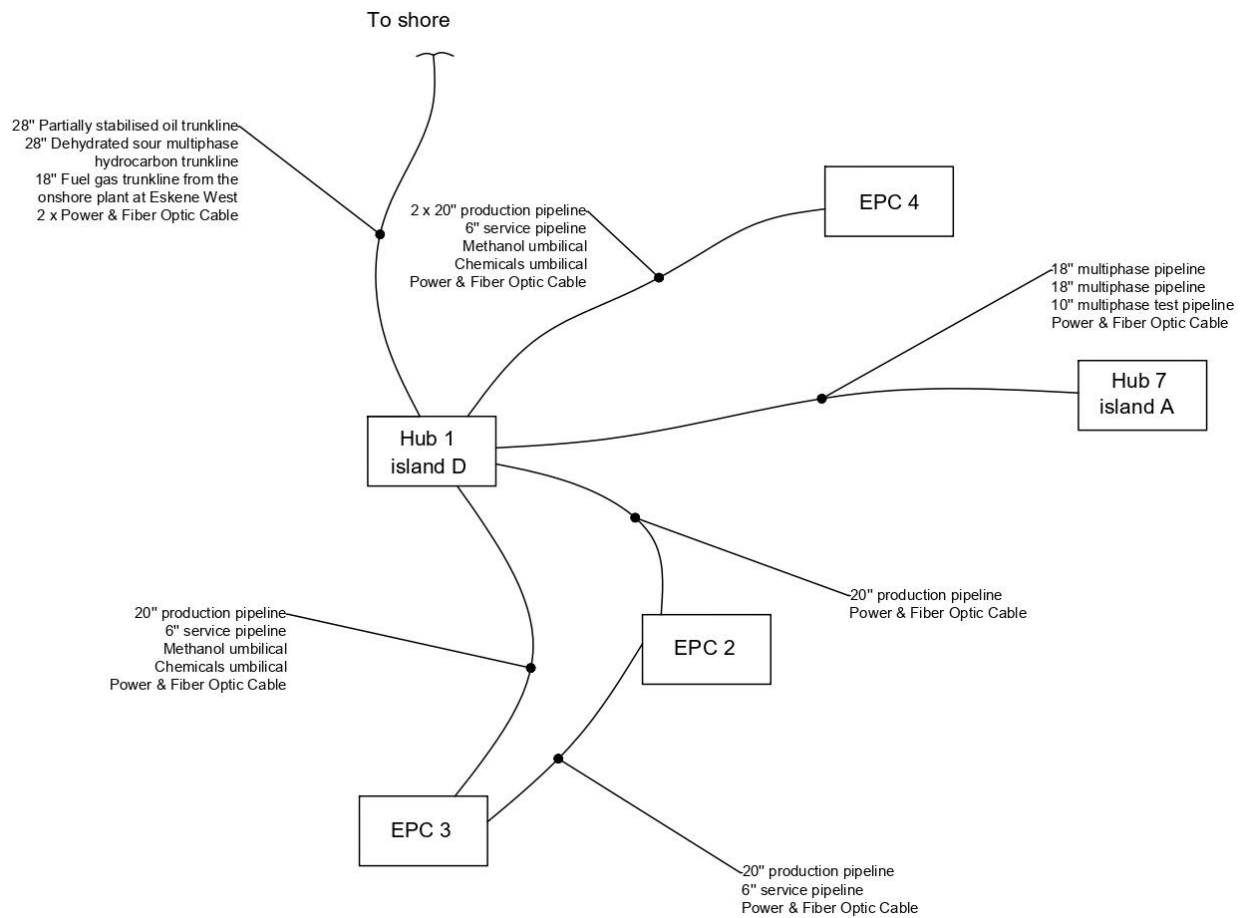 To shore
28" Partially stabilised oil trunkline
28" Dehydrated sour multiphase
hydrocarbon trunkline
18" Fuel gas trunkline from the
onshore plant at Eskene West
2 x Power & Fiber Optic Cable
2 x 20" production pipeline
6" service pipeline
Methanol umbilical
Chemicals umbilical
Power & Fiber Optic Cable
EPC 4
18" multiphase pipeline
18" multiphase pipeline
10" multiphase test pipeline
Power & Fiber Optic Cable
Hub 7
island A
Hub 1
island D
20" production pipeline
Power & Fiber Optic Cable
20" production pipeline
6" service pipeline
Methanol umbilical
Chemicals umbilical
Power & Fiber Optic Cable
EPC 2
EPC 3
20" production pipeline
6" service pipeline
Power & Fiber Optic Cable